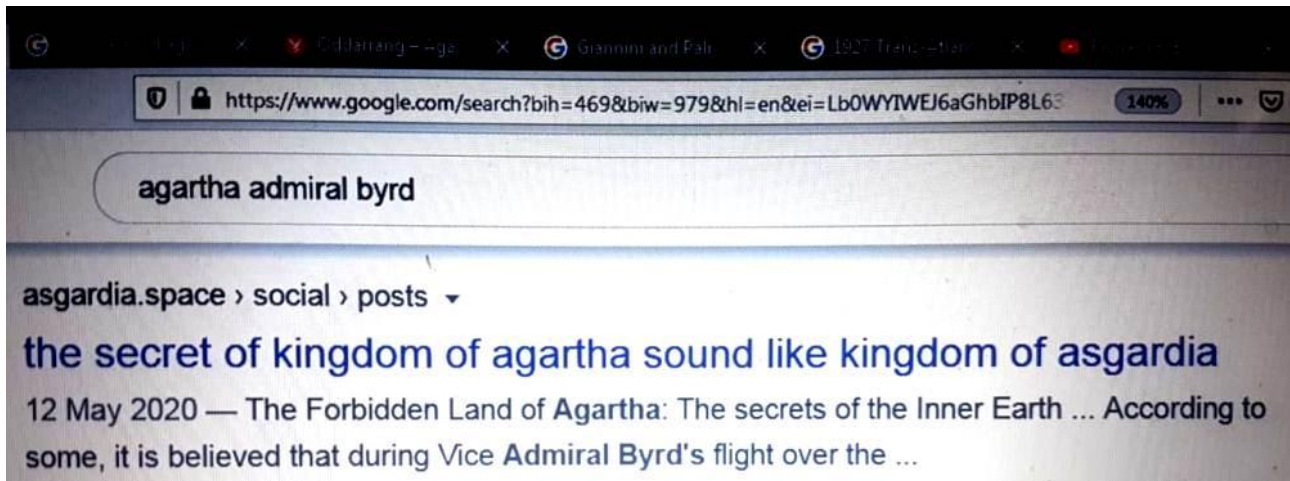 Giannini and Pali
https://www.google.com/search?bih=469&biw=979&hl=en&ei=Lb0WYIWEJ6aGhbIP8L63
140%
agartha admiral byrd
asgardia.space › social › posts
the secret of kingdom of agartha sound like kingdom of asgardia
12 May 2020 — The Forbidden Land of Agartha: The secrets of the Inner Earth ... According to
some, it is believed that during Vice Admiral Byrd's flight over the ...